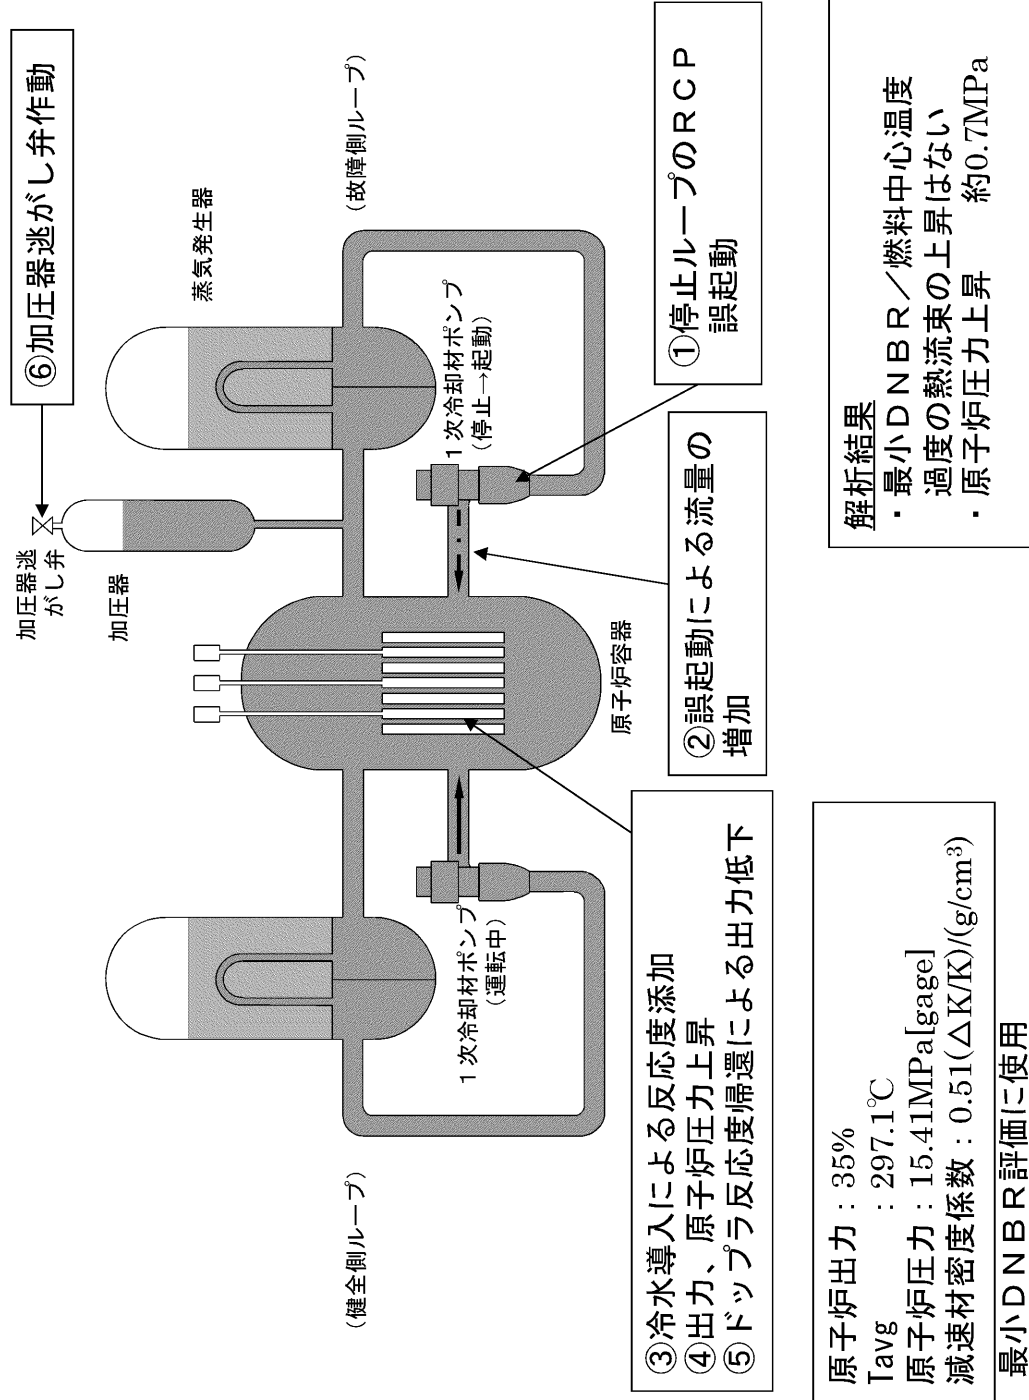 (健全側ループ)
1次冷却材ポンプ
(運転中)
原子炉容器
加圧器逃
がし弁
加圧器
蒸気発生器
1次冷却材ポンプ
(停止→起動)
(故障側ループ)
⑥加圧器逃がし弁作動
①停止ループのRCP
誤起動
②誤起動による流量の
増加
③冷水導入による反応度添加
④出力、原子炉圧力上昇
⑤ドップラ反応度帰還による出力低下
原子炉出力:35%
Tavg :297.1℃
原子炉圧力:15.41MPa[gage]
減速材密度係数:0.51(△K/K)/(g/cm³)
最小DNBR評価に使用
解析結果
・最小DNBR/燃料中心温度
過度の熱流束の上昇はない
・原子炉圧力上昇 約0.7MPa